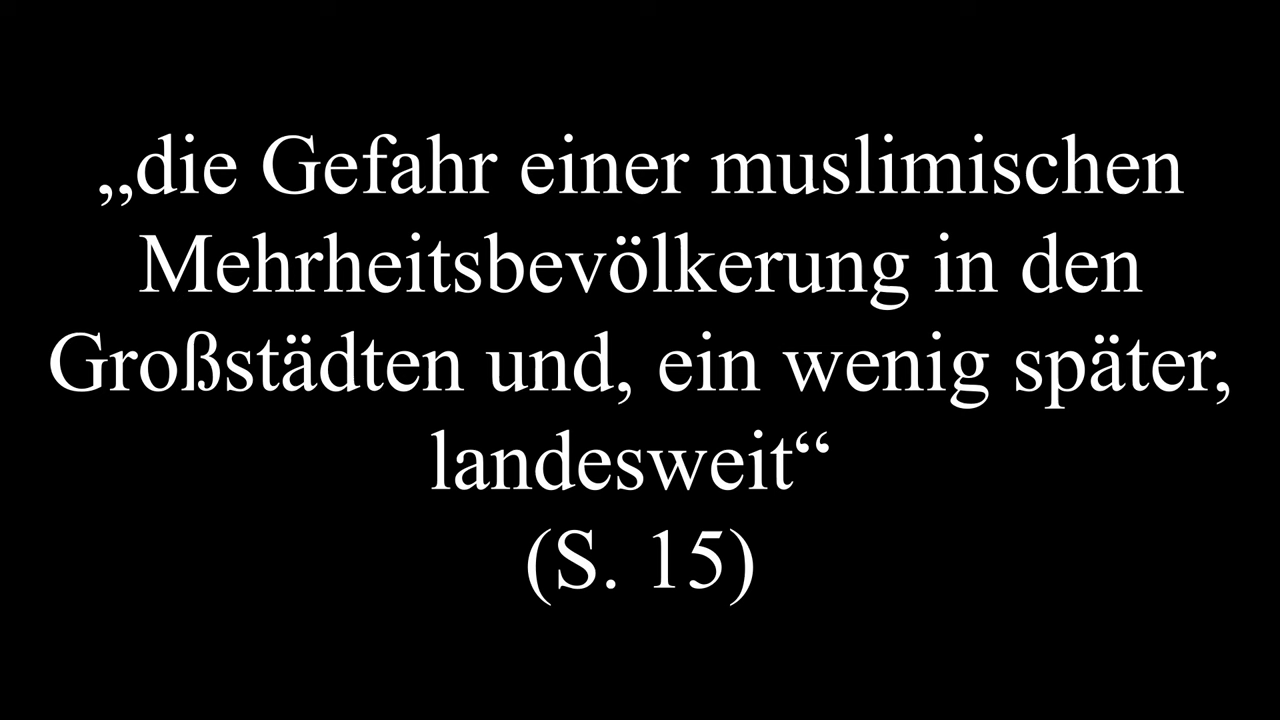 „die Gefahr einer muslimischen
Mehrheitsbevölkerung in den
Großstädten und, ein wenig später,
landesweit“
(S. 15)